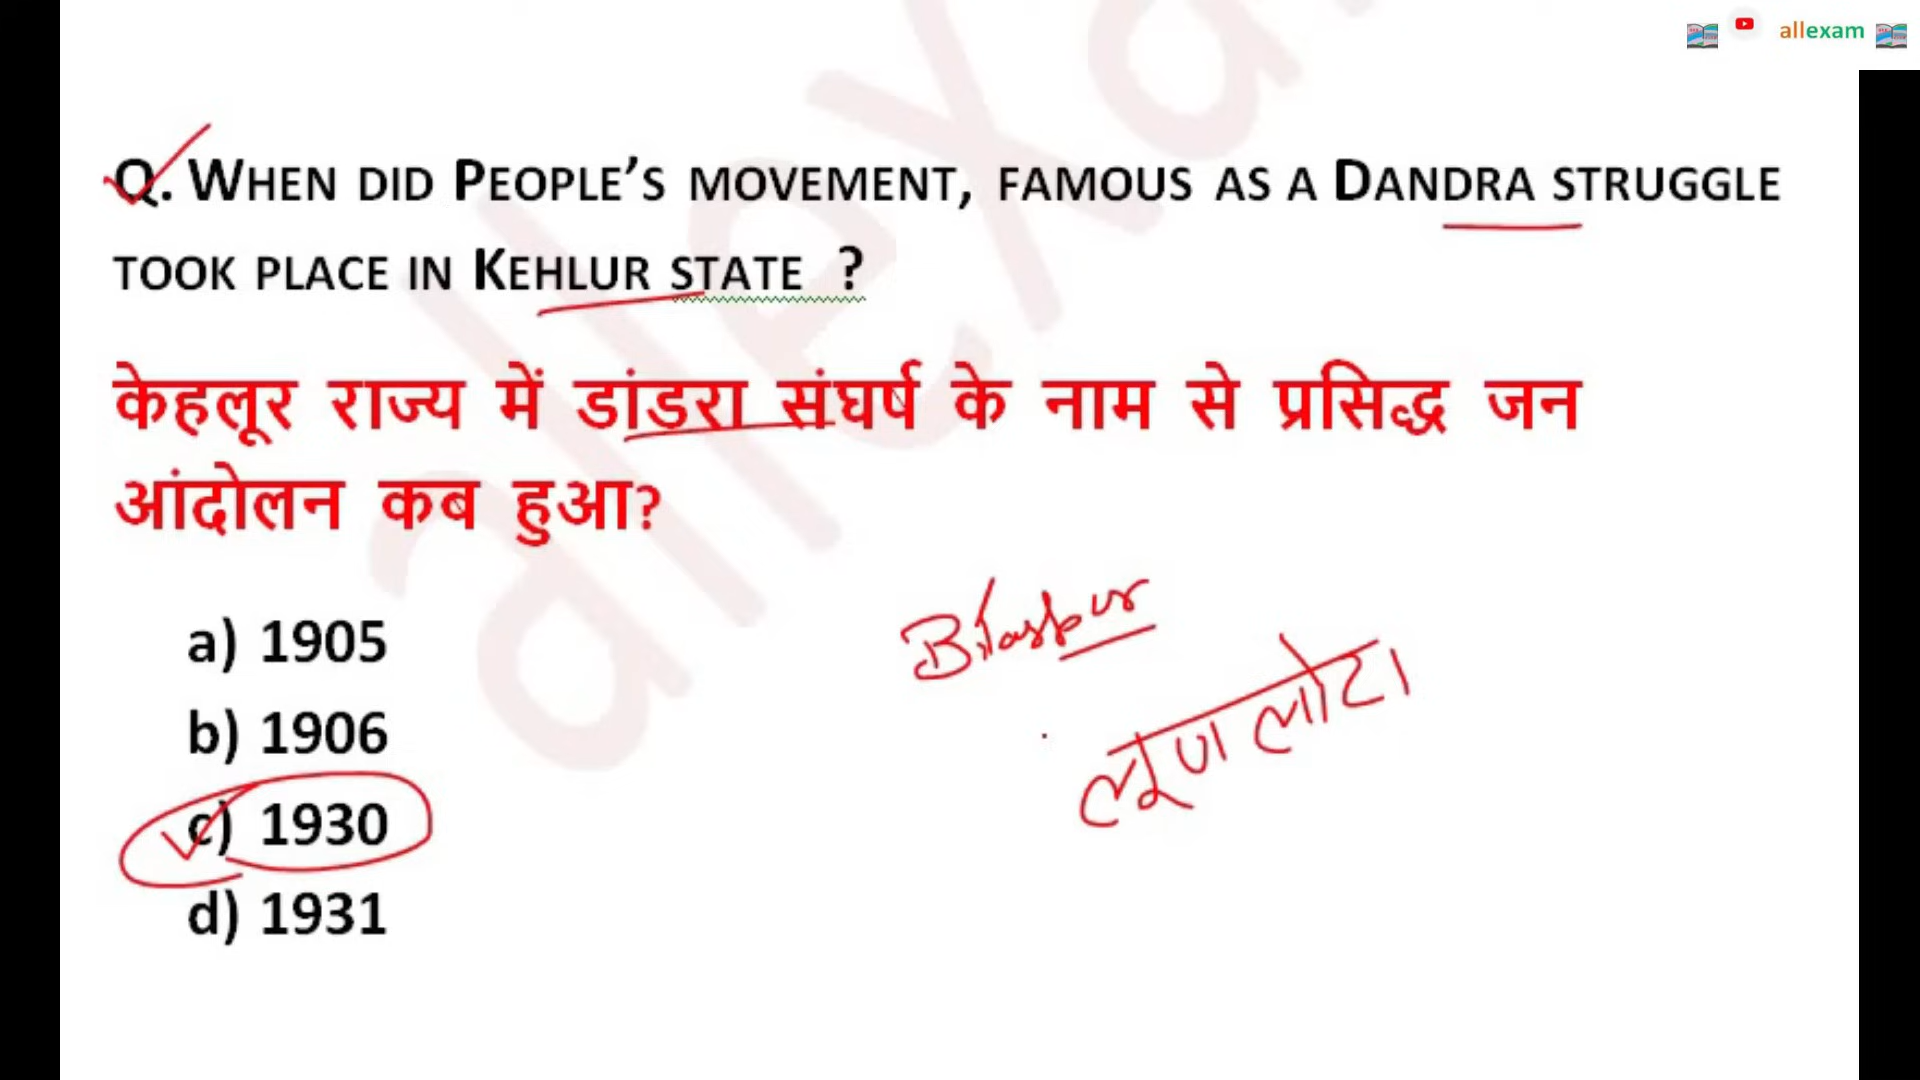 allexam
Q. WHEN DID PEOPLE’S MOVEMENT, FAMOUS AS A DANDRA STRUGGLE
TOOK PLACE IN KEHLUR STATE ?
केहलूर राज्य में डांडरा संघर्ष के नाम से प्रसिद्ध जन
आंदोलन कब हुआ?
a) 1905
b) 1906
c) 1930
d) 1931
Bilaspur
लूण लोटा